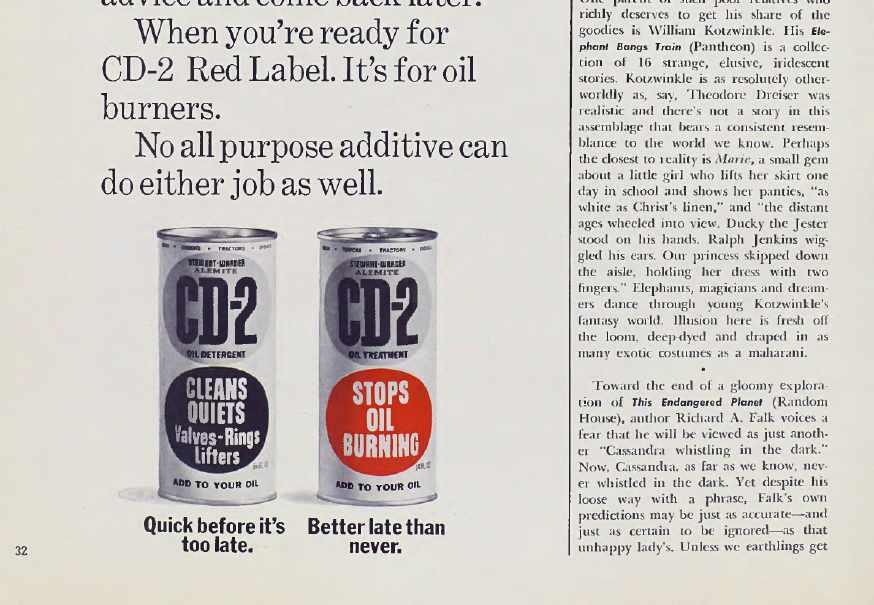 advice and come back later.
When you're ready for
CD-2 Red Label. It's for oil
burners.
No all purpose additive can
do either job as well.
STEWART-WARNER
ALEMITE
CD-2
OIL DETERGENT
CLEANS
QUIETS
Valves-Rings
Lifters
ADD TO YOUR OIL
TRACTORS
STEWART-WARNER
ALEMITE
CD-2
OIL TREATMENT
STOPS
OIL
BURNING
ADD TO YOUR OIL
Quick before it's
too late.
Better late than
never.
32
One parent of such poor relatives who
richly deserves to get his share of the
goodies is William Kotzwinkle. His Ele-
phant Bangs Train (Pantheon) is a collec-
tion of 16 strange, elusive, iridescent
stories. Kotzwinkle is as resolutely other-
worldly as, say, Theodore Dreiser was
realistic and there's not a story in this
assemblage that bears a consistent resem-
blance to the world we know. Perhaps
the closest to reality is Marie, a small gem
about a little girl who lifts her skirt one
day in school and shows her panties, "as
white as Christ's linen," and "the distant
ages wheeled into view. Ducky the Jester
stood on his hands. Ralph Jenkins wig-
gled his ears. Our princess skipped down
the aisle, holding her dress with two
fingers." Elephants, magicians and dream-
ers dance through young Kotzwinkle's
fantasy world. Illusion here is fresh off
the loom, deep-dyed and draped in as
many exotic costumes as a maharani.
•
Toward the end of a gloomy explora-
tion of This Endangered Planet (Random
House), author Richard A. Falk voices a
fear that he will be viewed as just anoth-
er "Cassandra whistling in the dark."
Now, Cassandra, as far as we know, nev-
er whistled in the dark. Yet despite his
loose way with a phrase, Falk's own
predictions may be just as accurate—and
just as certain to be ignored—as that
unhappy lady's. Unless we earthlings get